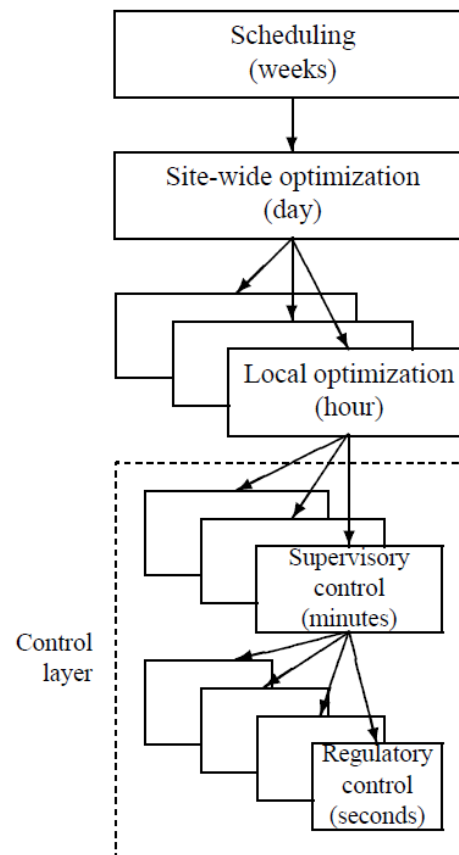 Scheduling
(weeks)
Site-wide optimization
(day)
Local optimization
(hour)
Supervisory
control
(minutes)
Control
layer
Regulatory
control
(seconds)